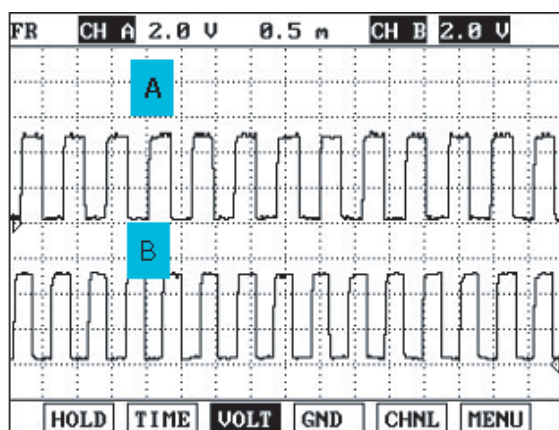 FR CH A 2.0 V 0.5 m CH B 2.0 V
A
B
HOLD TIME VOLT GND CHNL MENU